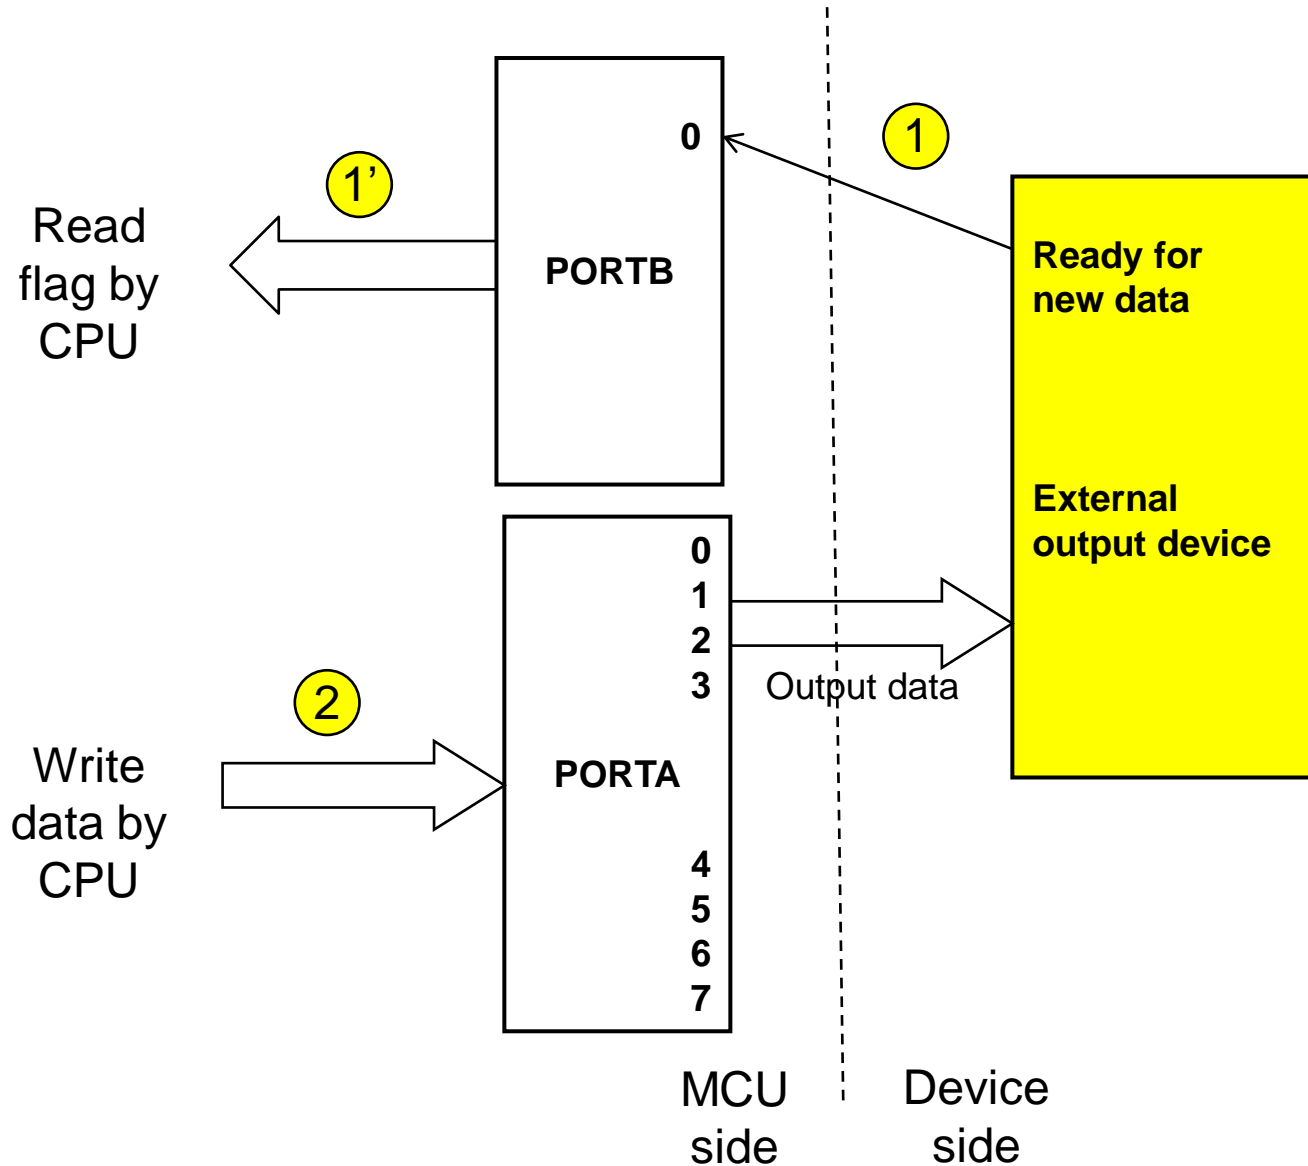 0
1
1’
Read
flag by
CPU
PORTB
Ready for
new data
External
output device
0
1
2
3
Output data
2
Write
data by
CPU
PORTA
4
5
6
7
MCU
side
Device
side